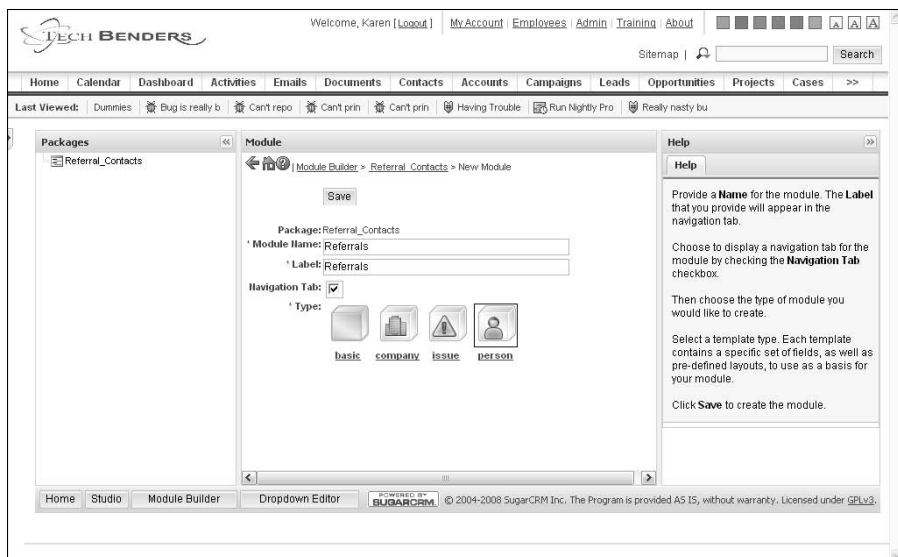 TECH BENDERS
Welcome, Karen [ Logout ] | My Account | Employees | Admin | Training | About
A A A
Sitemap |
Search
Home Calendar Dashboard Activities Emails Documents Contacts Accounts Campaigns Leads Opportunities Projects Cases >>
Last Viewed: Dummies Bug is really b Can't repo Can't prin Can't prin Having Trouble Run Nightly Pro Really nasty bu
Packages <<
Referral_Contacts
Module
| Module Builder > Referral_Contacts > New Module
Save
Package: Referral_Contacts
* Module Name: Referrals
* Label: Referrals
Navigation Tab:
* Type:
basic company issue person
Help >>
Help
Provide a Name for the module. The Label
that you provide will appear in the
navigation tab.
Choose to display a navigation tab for the
module by checking the Navigation Tab
checkbox.
Then choose the type of module you
would like to create.
Select a template type. Each template
contains a specific set of fields, as well as
pre-defined layouts, to use as a basis for
your module.
Click Save to create the module.
Home Studio Module Builder Dropdown Editor
POWERED BY
SUGARCRM.
© 2004-2008 SugarCRM Inc. The Program is provided AS IS, without warranty. Licensed under GPLv3.